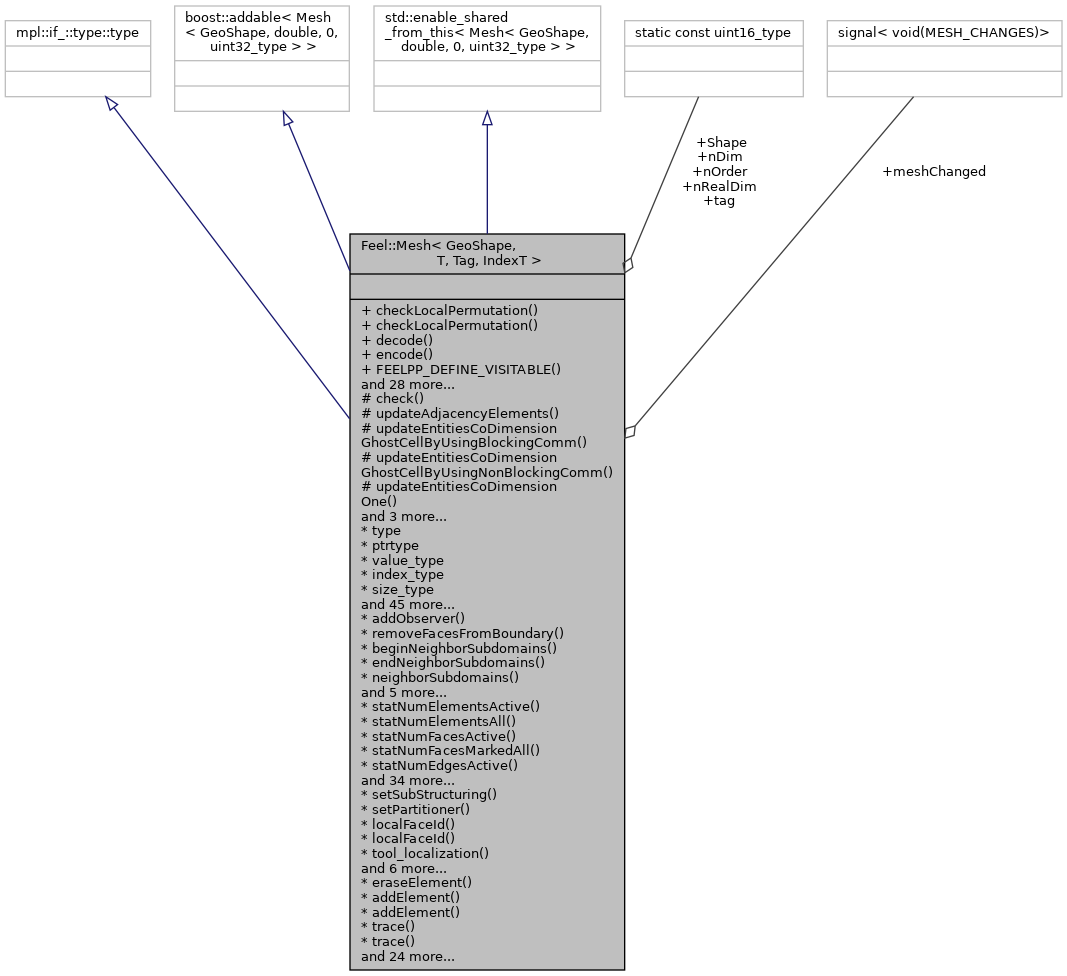 mpl::if_::type::type
boost::addable< Mesh
< GeoShape, double, 0,
uint32_type > >
std::enable_shared
_from_this< Mesh< GeoShape,
double, 0, uint32_type > >
static const uint16_type
signal< void(MESH_CHANGES)>
+Shape
+nDim
+nOrder
+nRealDim
+tag
+meshChanged
Feel::Mesh< GeoShape,
T, Tag, IndexT >
+ checkLocalPermutation()
+ checkLocalPermutation()
+ decode()
+ encode()
+ FEELPP_DEFINE_VISITABLE()
and 28 more...
# check()
# updateAdjacencyElements()
# updateEntitiesCoDimension
GhostCellByUsingBlockingComm()
# updateEntitiesCoDimension
GhostCellByUsingNonBlockingComm()
# updateEntitiesCoDimension
One()
and 3 more...
* type
* ptrtype
* value_type
* index_type
* size_type
and 45 more...
* addObserver()
* removeFacesFromBoundary()
* beginNeighborSubdomains()
* endNeighborSubdomains()
* neighborSubdomains()
and 5 more...
* statNumElementsActive()
* statNumElementsAll()
* statNumFacesActive()
* statNumFacesMarkedAll()
* statNumEdgesActive()
and 34 more...
* setSubStructuring()
* setPartitioner()
* localFaceId()
* localFaceId()
* tool_localization()
and 6 more...
* eraseElement()
* addElement()
* addElement()
* trace()
* trace()
and 24 more...